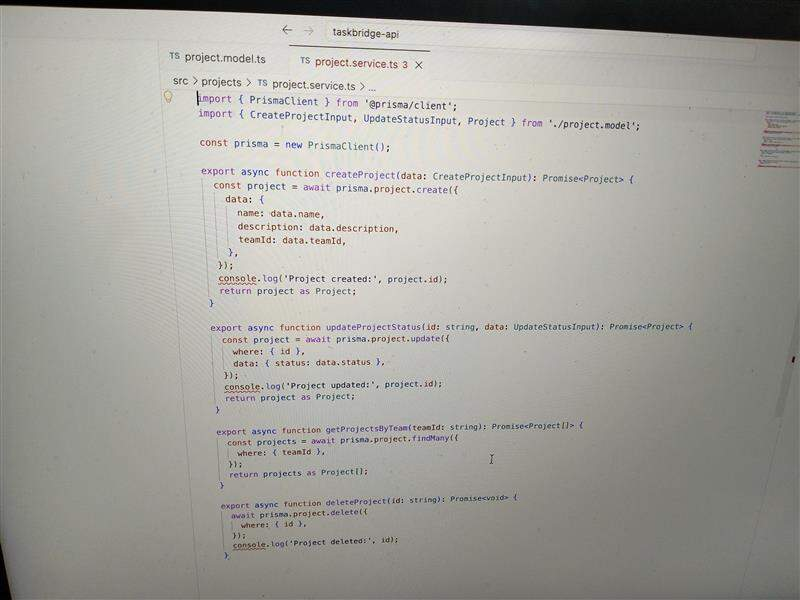 taskbridge-api
TS project.model.ts
TS project.service.ts 3
src > projects > TS project.service.ts > ...
import { PrismaClient } from '@prisma/client';
import { CreateProjectInput, UpdateStatusInput, Project } from './project.model';
const prisma = new PrismaClient();
export async function createProject(data: CreateProjectInput): Promise<Project> {
const project = await prisma.project.create({
data: {
name: data.name,
description: data.description,
teamId: data.teamId,
},
});
console.log('Project created:', project.id);
return project as Project;
}
export async function updateProjectStatus(id: string, data: UpdateStatusInput): Promise<Project> {
const project = await prisma.project.update({
where: { id },
data: { status: data.status },
});
console.log('Project updated:', project.id);
return project as Project;
}
export async function getProjectsByTeam(teamId: string): Promise<Project[]> {
const projects = await prisma.project.findMany({
where: { teamId },
});
return projects as Project[];
}
export async function deleteProject(id: string): Promise<void> {
await prisma.project.delete({
where: { id },
});
console.log('Project deleted:', id);
}